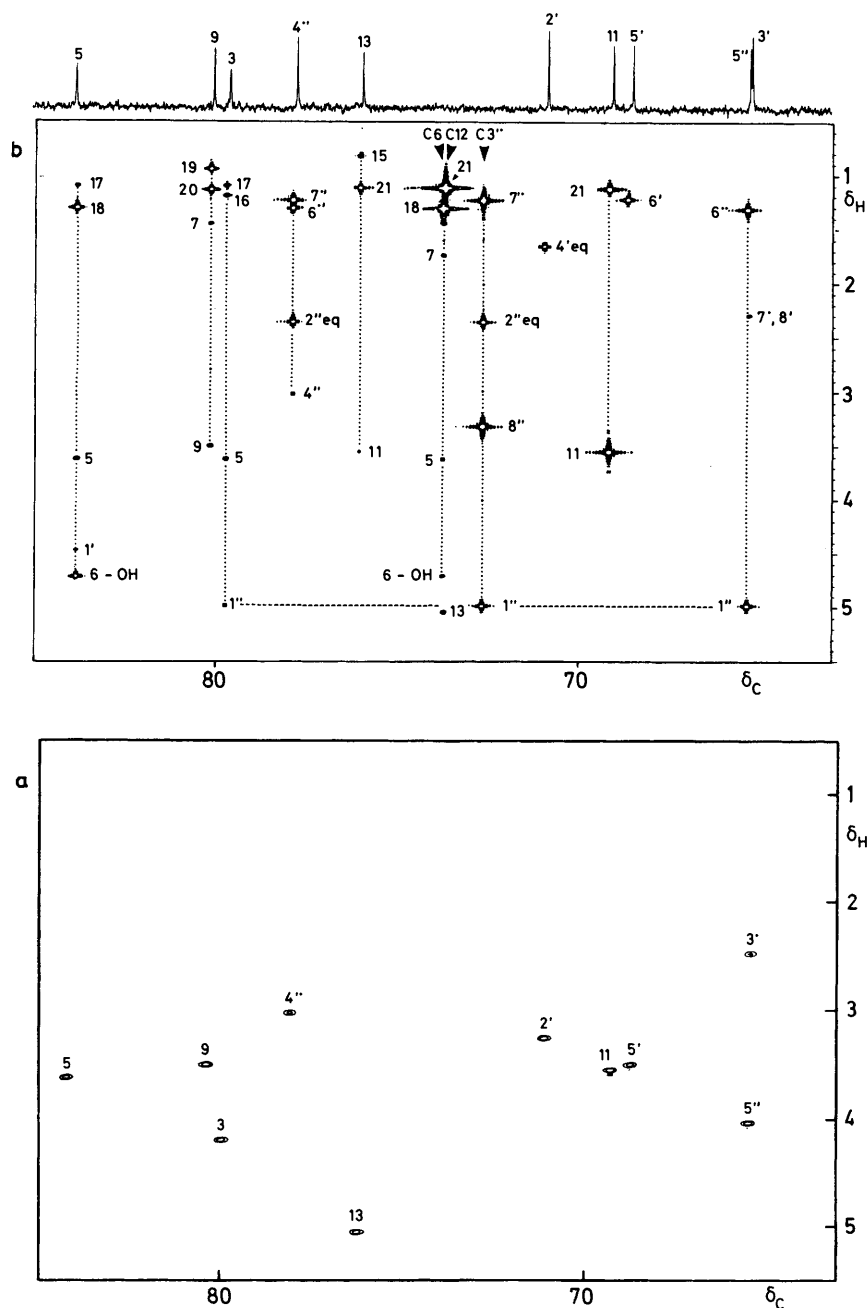 5 9 3 4" 13 2' 11 5' 5" 3'
b
C6 C12 C3"
17 19 17 15 21 21 1
18 20 16 7" 21 6' δH
7 6" 18 7" 6"
7 4'eq
2
2"eq 2"eq 7', 8'
4" 3
8"
5 9 5 11 5 11
4
1'
6-OH 6-OH
1" 13 1" 1" 5
80 70 δC
a
1
δH
2
3'
4" 3
2'
5 9 11 5'
3 5" 4
13 5
80 70 δC